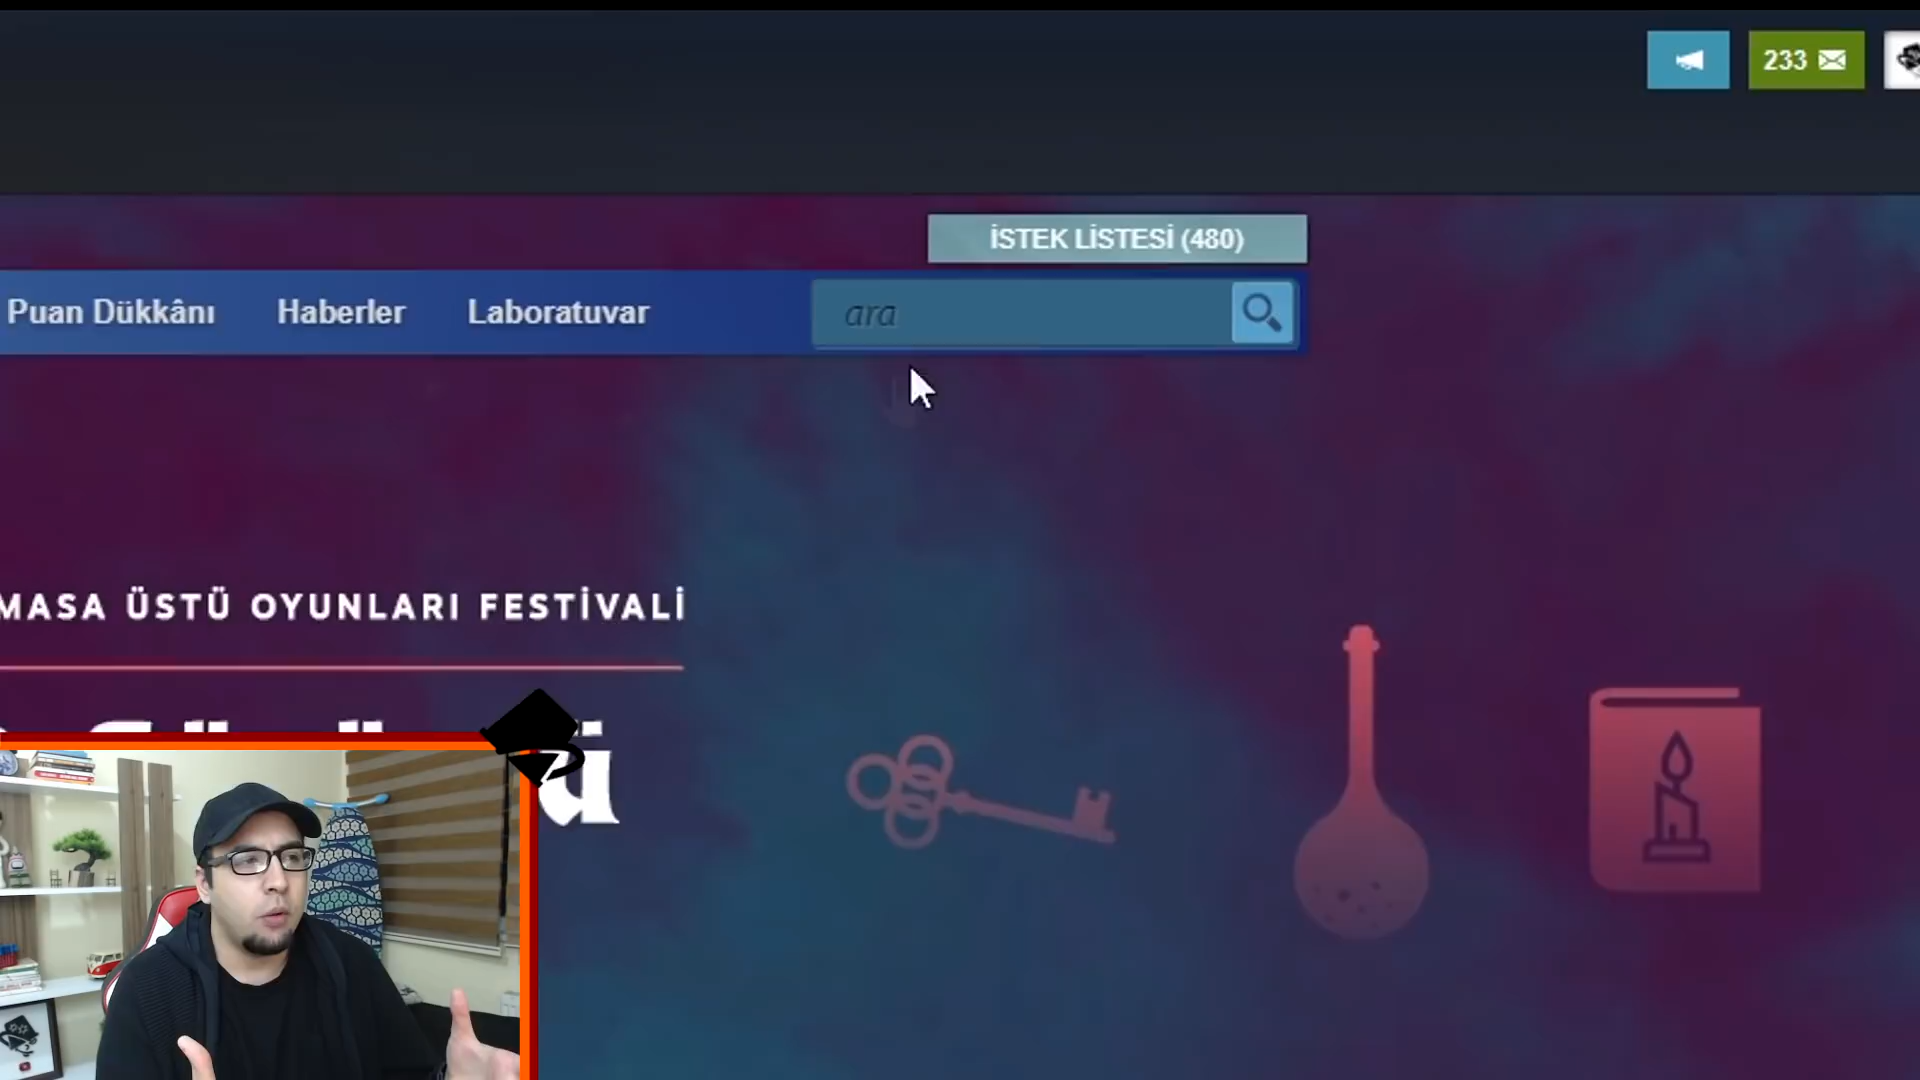 233
İSTEK LİSTESİ (480)
Puan Dükkânı Haberler Laboratuvar
ara
MASA ÜSTÜ OYUNLARI FESTİVALİ